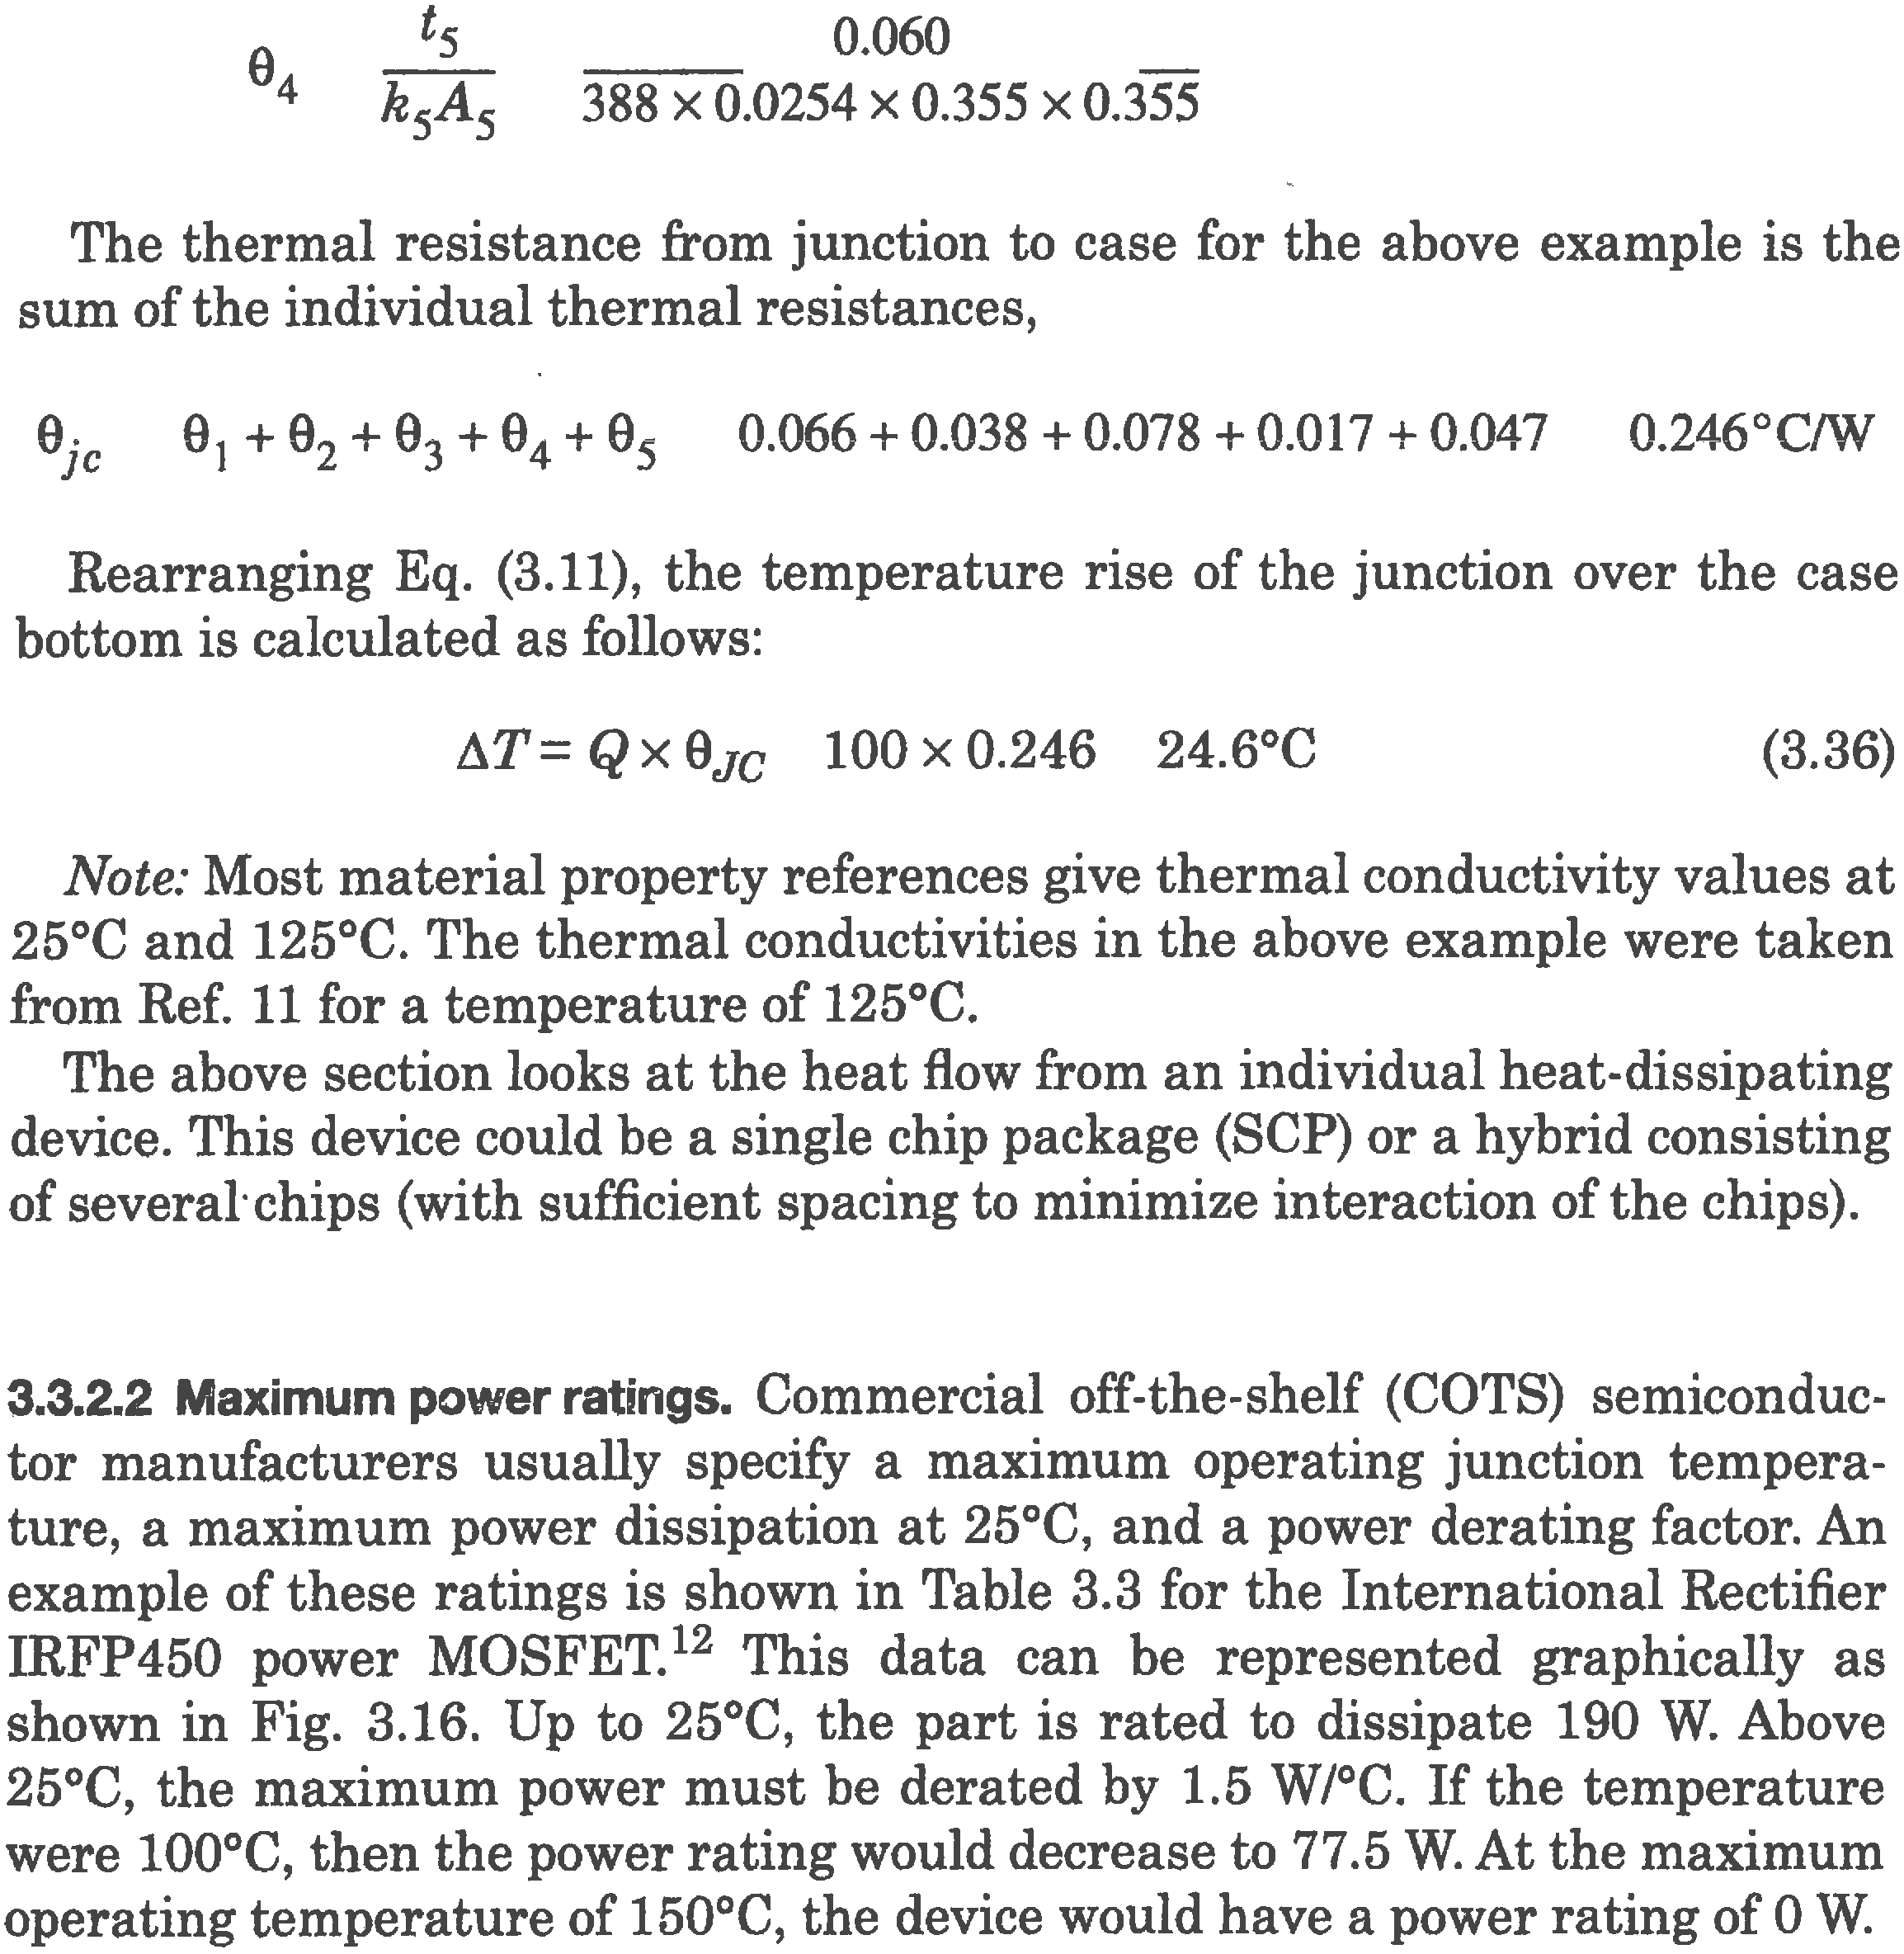 θ4 t5 0.060
k5A5 388 × 0.0254 × 0.355 × 0.355
The thermal resistance from junction to case for the above example is the
sum of the individual thermal resistances,
θjc θ1 + θ2 + θ3 + θ4 + θ5 0.066 + 0.038 + 0.078 + 0.017 + 0.047 0.246°C/W
Rearranging Eq. (3.11), the temperature rise of the junction over the case
bottom is calculated as follows:
ΔT = Q × θJC 100 × 0.246 24.6°C (3.36)
Note: Most material property references give thermal conductivity values at
25°C and 125°C. The thermal conductivities in the above example were taken
from Ref. 11 for a temperature of 125°C.
The above section looks at the heat flow from an individual heat-dissipating
device. This device could be a single chip package (SCP) or a hybrid consisting
of several chips (with sufficient spacing to minimize interaction of the chips).
3.3.2.2 Maximum power ratings. Commercial off-the-shelf (COTS) semiconduc-
tor manufacturers usually specify a maximum operating junction tempera-
ture, a maximum power dissipation at 25°C, and a power derating factor. An
example of these ratings is shown in Table 3.3 for the International Rectifier
IRFP450 power MOSFET.12 This data can be represented graphically as
shown in Fig. 3.16. Up to 25°C, the part is rated to dissipate 190 W. Above
25°C, the maximum power must be derated by 1.5 W/°C. If the temperature
were 100°C, then the power rating would decrease to 77.5 W. At the maximum
operating temperature of 150°C, the device would have a power rating of 0 W.